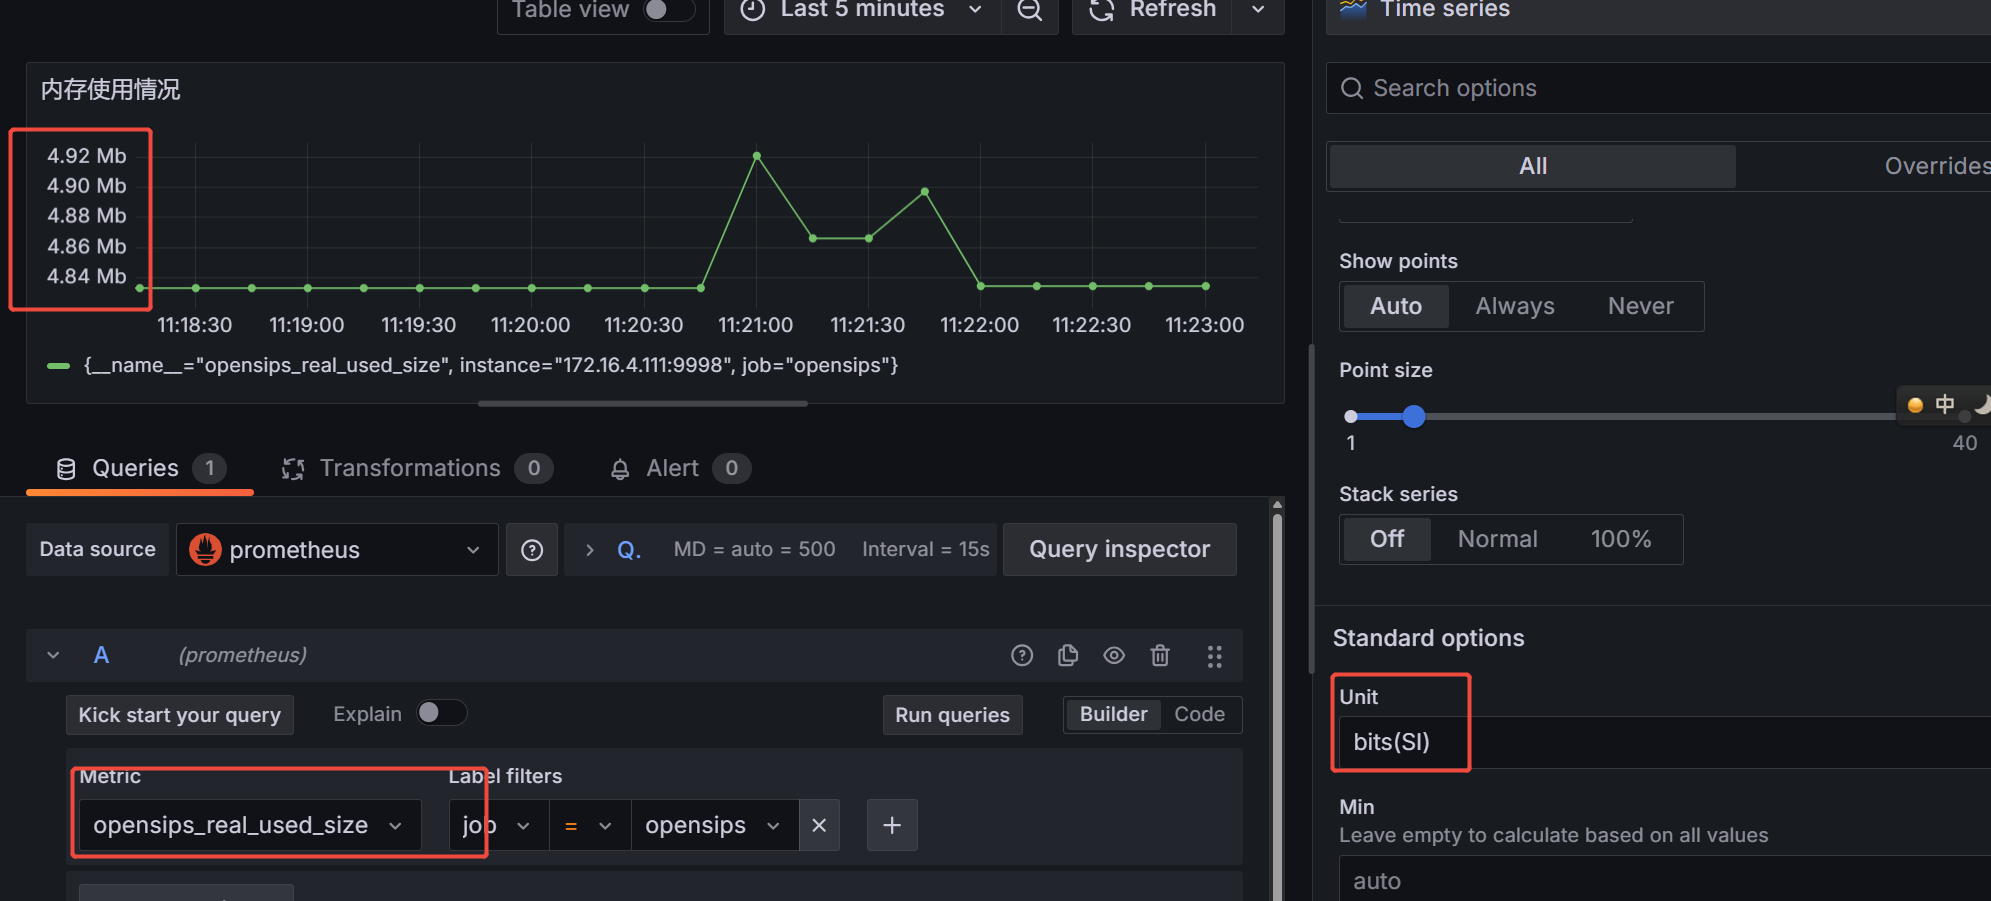 Table view
Last 5 minutes
Refresh
Time series
内存使用情况
Search options
4.92 Mb
4.90 Mb
4.88 Mb
4.86 Mb
4.84 Mb
All
Overrides
11:18:30 11:19:00 11:19:30 11:20:00 11:20:30 11:21:00 11:21:30 11:22:00 11:22:30 11:23:00
{__name__="opensips_real_used_size", instance="172.16.4.111:9998", job="opensips"}
Show points
Auto Always Never
Point size
中
1
40
Queries 1 Transformations 0 Alert 0
Stack series
Off Normal 100%
Data source prometheus Q. MD = auto = 500 Interval = 15s Query inspector
Standard options
A (prometheus)
Unit
bits(SI)
Kick start your query Explain Run queries Builder Code
Metric Label filters
opensips_real_used_size job = opensips
Min
Leave empty to calculate based on all values
auto